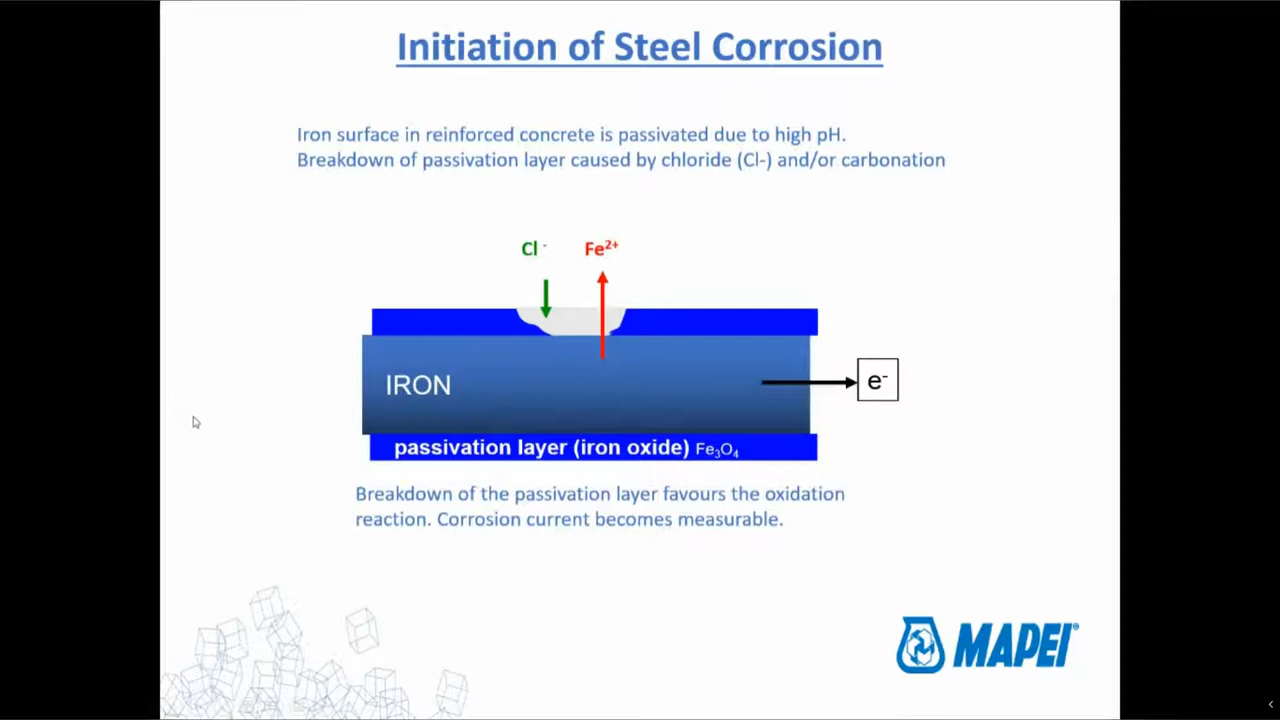 Initiation of Steel Corrosion
Iron surface in reinforced concrete is passivated due to high pH.
Breakdown of passivation layer caused by chloride (Cl-) and/or carbonation
Cl - Fe²⁺
IRON
e⁻
passivation layer (iron oxide) Fe₃O₄
Breakdown of the passivation layer favours the oxidation
reaction. Corrosion current becomes measurable.
MAPEI®